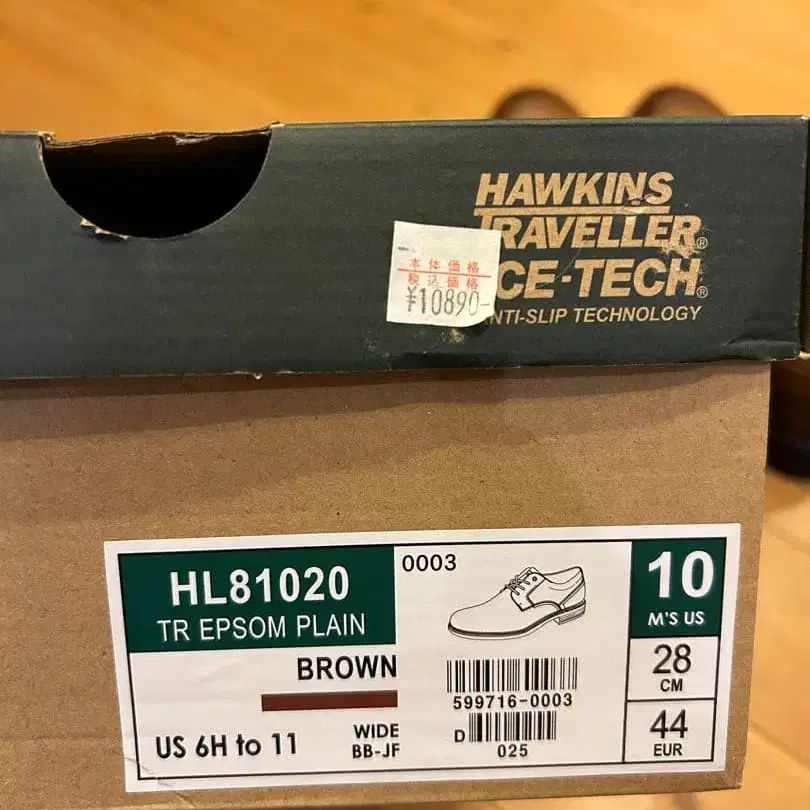 HAWKINS
TRAVELLER®
CE-TECH®
NTI-SLIP TECHNOLOGY
本体価格
税込価格
¥10890-
HL81020
TR EPSOM PLAIN
0003
10
M'S US
BROWN
28
CM
599716-0003
US 6H to 11
WIDE
BB-JF
D
025
44
EUR